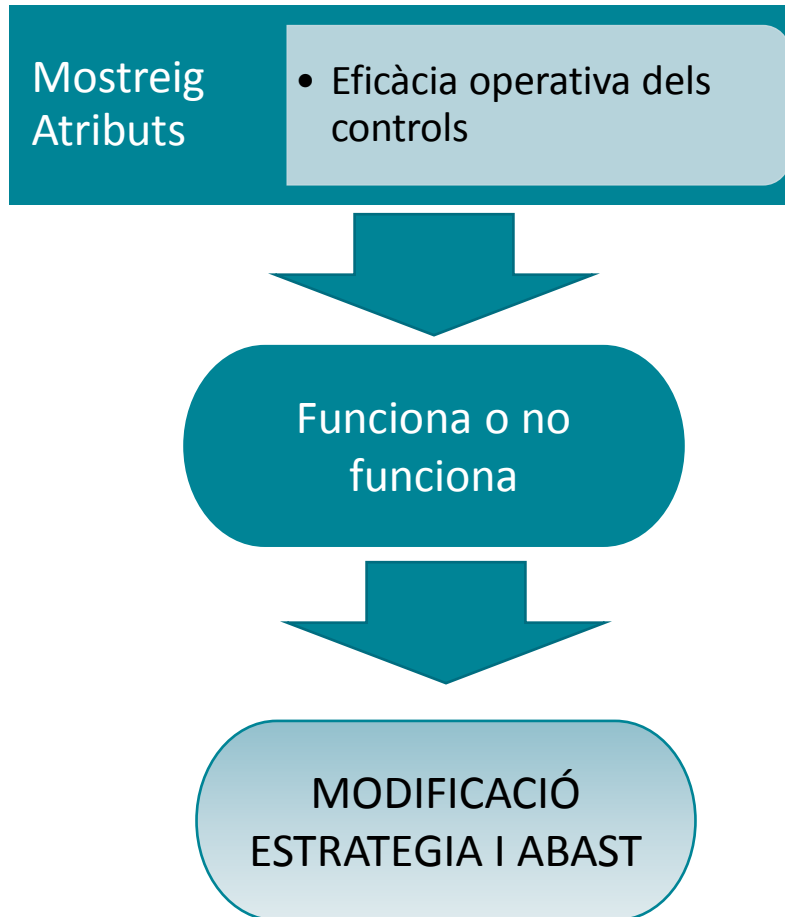 Mostreig
Atributs
• Eficàcia operativa dels
controls
Funciona o no
funciona
MODIFICACIÓ
ESTRATEGIA I ABAST